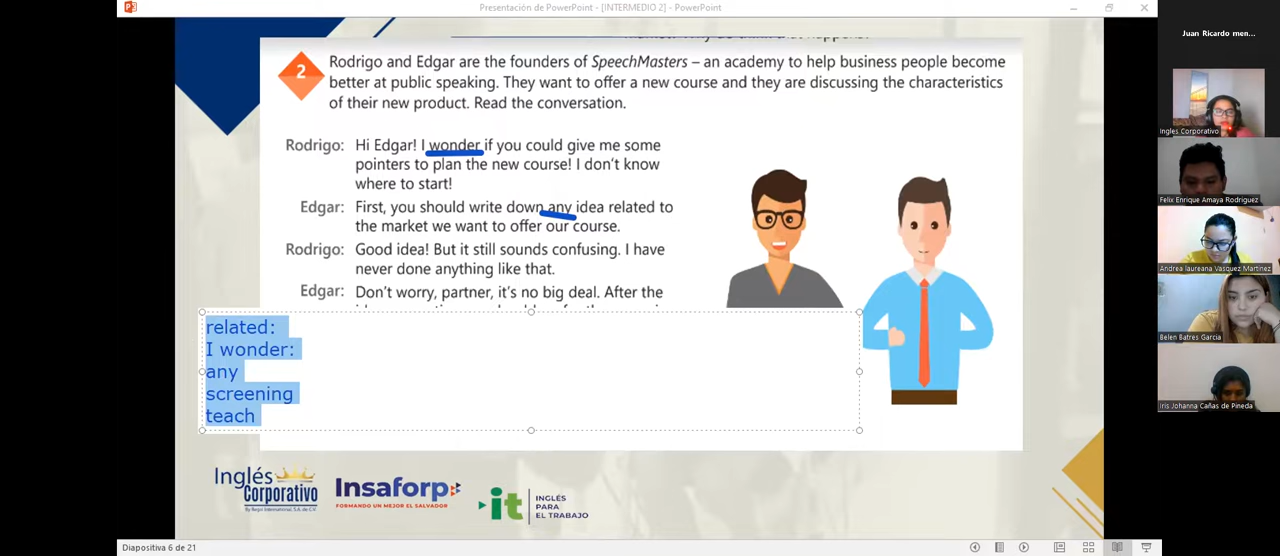 Presentación de PowerPoint - [INTERMEDIO 2] - PowerPoint
2
Rodrigo and Edgar are the founders of SpeechMasters – an academy to help business people become
better at public speaking. They want to offer a new course and they are discussing the characteristics
of their new product. Read the conversation.
Rodrigo: Hi Edgar! I wonder if you could give me some
pointers to plan the new course! I don't know
where to start!
Edgar: First, you should write down any idea related to
the market we want to offer our course.
Rodrigo: Good idea! But it still sounds confusing. I have
never done anything like that.
Edgar: Don't worry, partner, it's no big deal. After the
related:
I wonder:
any
screening
teach
Inglés
Corporativo
Insaforp
FORMANDO UN MEJOR EL SALVADOR
it
INGLÉS
PARA
EL TRABAJO
Diapositiva 6 de 21
Juan Ricardo men...
Ingles Corporativo
Felix Enrique Amaya Rodriguez
Andrea laureana Vasquez Martinez
Belen Batres Garcia
Iris Johanna Cañas de Pineda